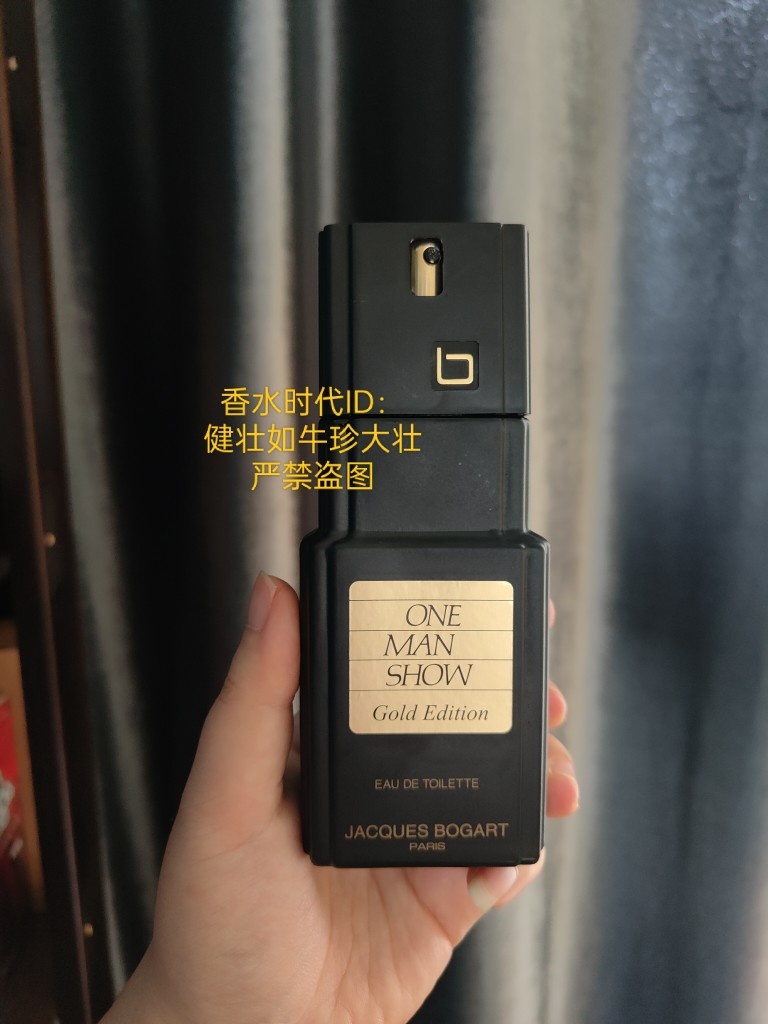 香水时代ID：
健壮如牛珍大壮
严禁盗图
ONE
MAN
SHOW
Gold Edition
EAU DE TOILETTE
JACQUES BOGART
PARIS